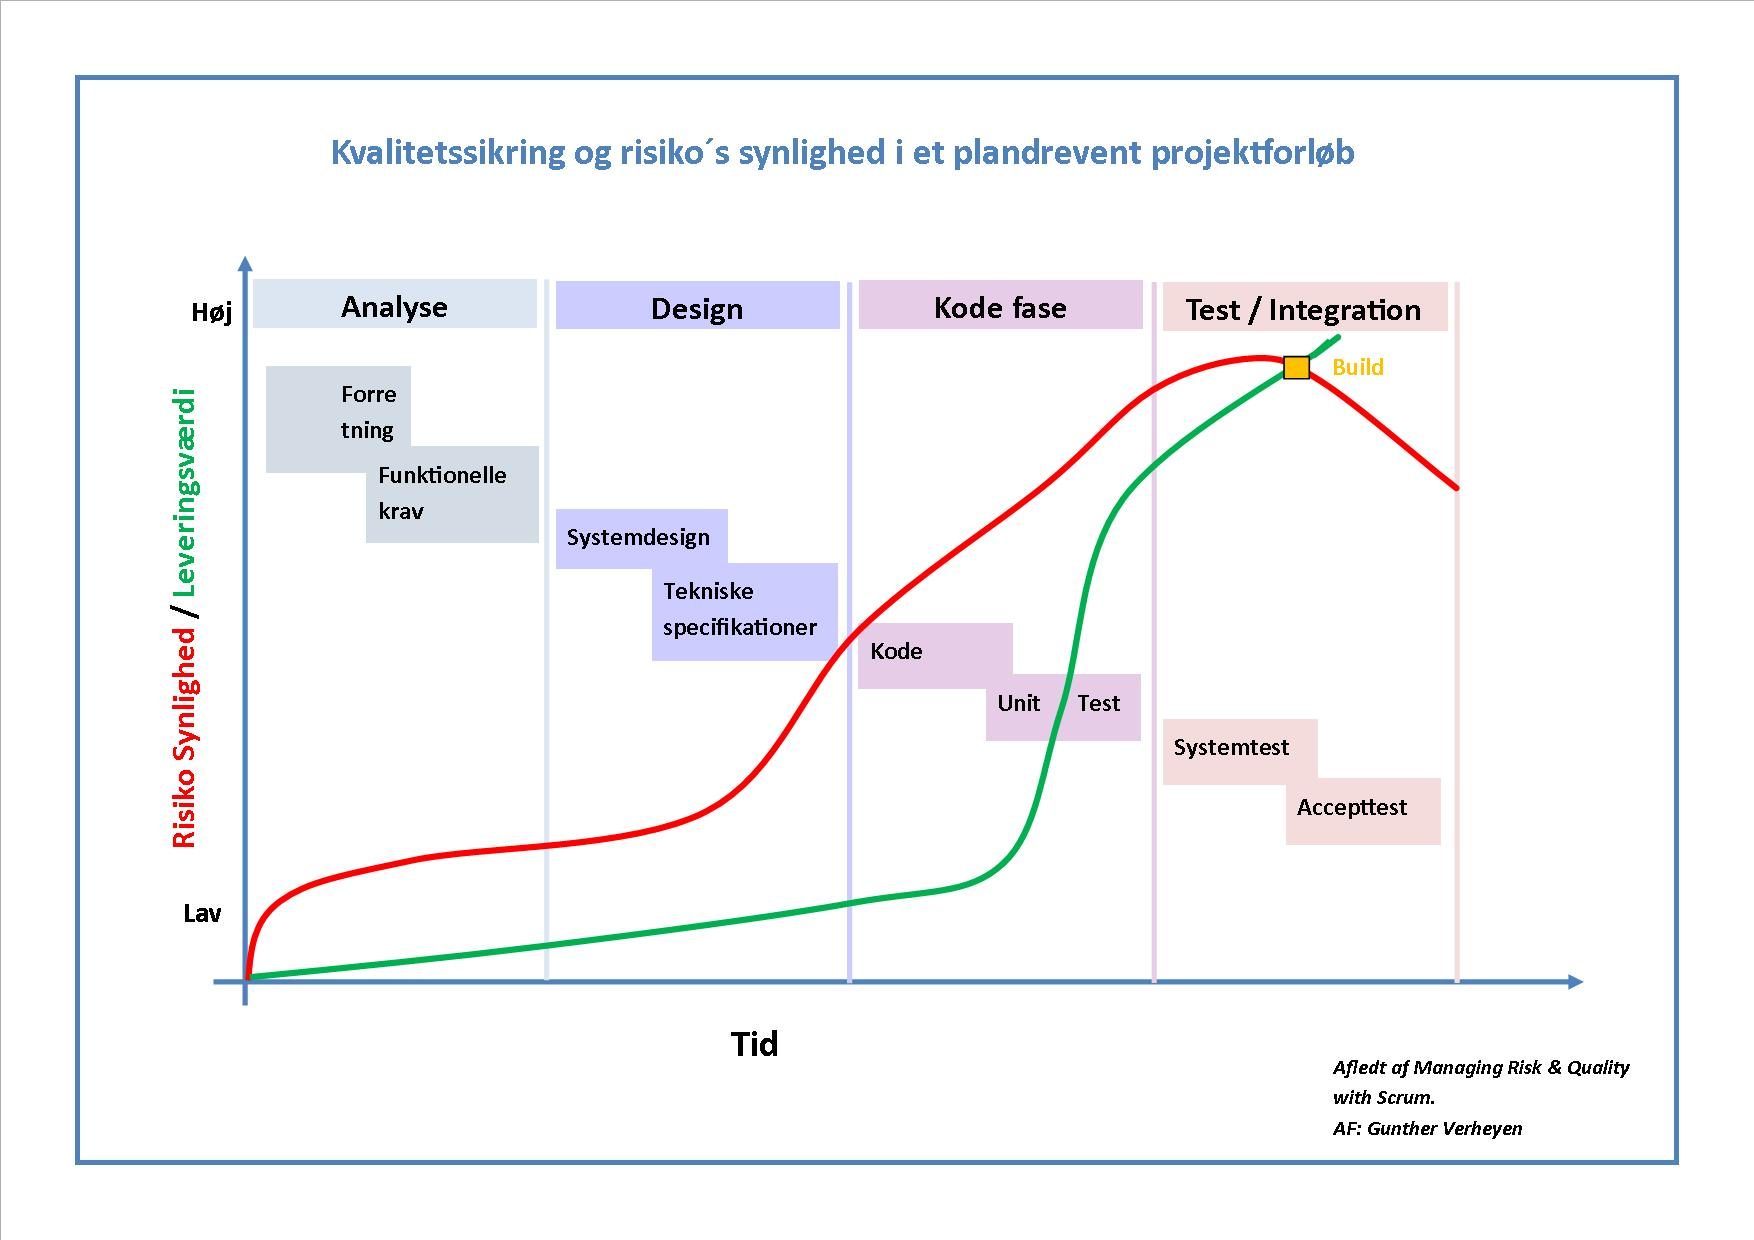 Kvalitetssikring og risiko´s synlighed i et plandrevent projektforløb
Høj
Analyse
Design
Kode fase
Test / Integration
Build
Forre
tning
Funktionelle
krav
Systemdesign
Tekniske
specifikationer
Kode
Unit Test
Systemtest
Accepttest
Risiko Synlighed / Leveringsværdi
Lav
Tid
Afledt af Managing Risk & Quality
with Scrum.
AF: Gunther Verheyen